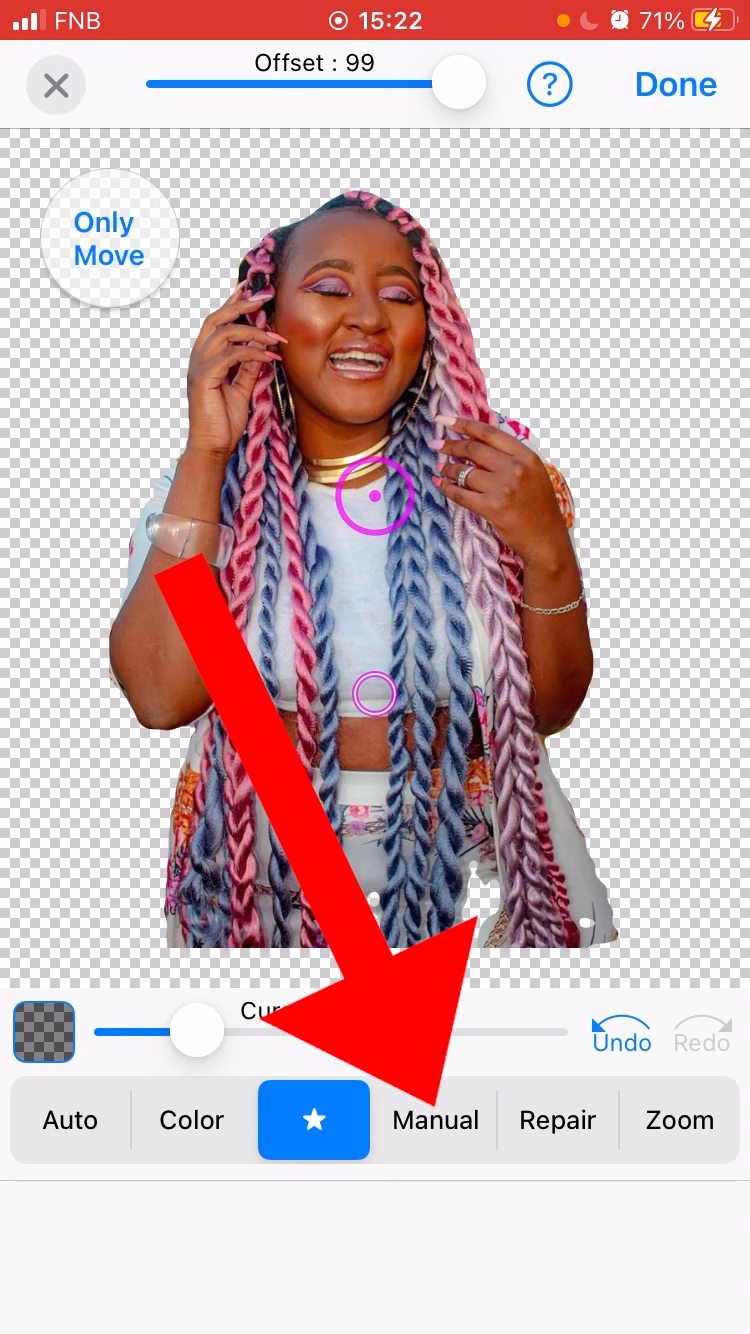 FNB
15:22
71%
Offset : 99
?
Done
Only
Move
Undo
Redo
Auto
Color
Manual
Repair
Zoom